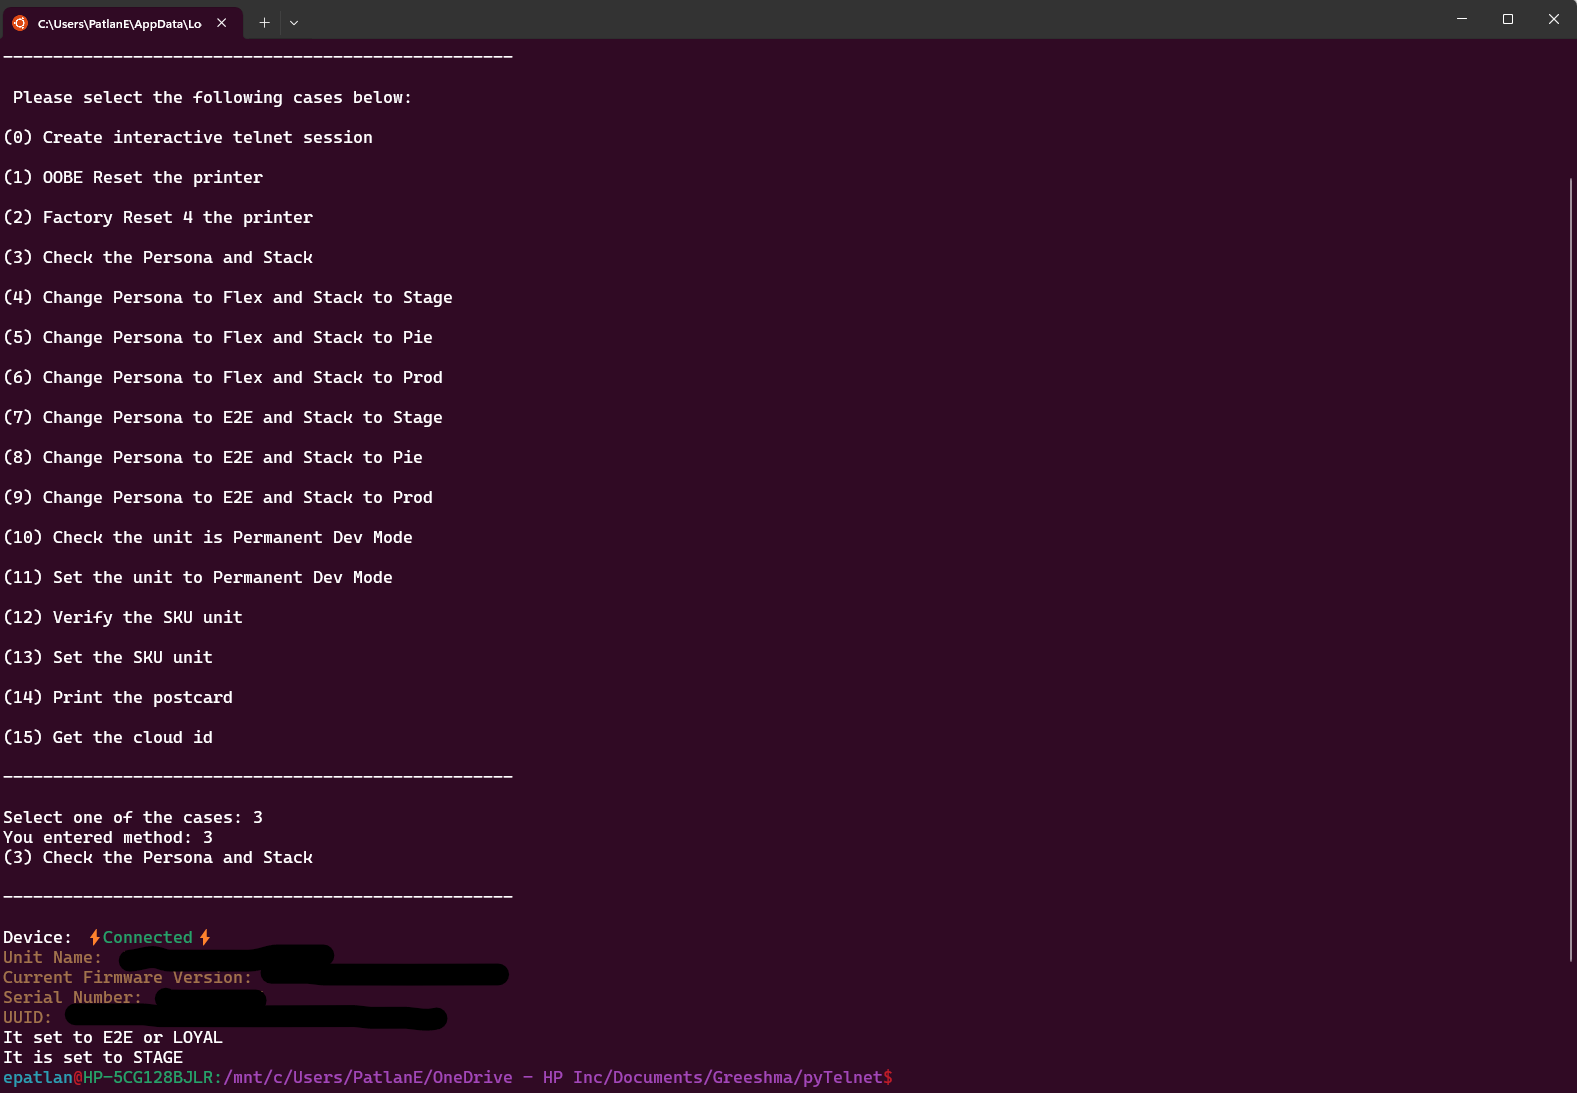 C:\Users\PatlanE\AppData\Lo
--------------------------------------------------
Please select the following cases below:
(0) Create interactive telnet session
(1) OOBE Reset the printer
(2) Factory Reset 4 the printer
(3) Check the Persona and Stack
(4) Change Persona to Flex and Stack to Stage
(5) Change Persona to Flex and Stack to Pie
(6) Change Persona to Flex and Stack to Prod
(7) Change Persona to E2E and Stack to Stage
(8) Change Persona to E2E and Stack to Pie
(9) Change Persona to E2E and Stack to Prod
(10) Check the unit is Permanent Dev Mode
(11) Set the unit to Permanent Dev Mode
(12) Verify the SKU unit
(13) Set the SKU unit
(14) Print the postcard
(15) Get the cloud id
--------------------------------------------------
Select one of the cases: 3
You entered method: 3
(3) Check the Persona and Stack
--------------------------------------------------
Device: ⚡Connected⚡
Unit Name:
Current Firmware Version:
Serial Number:
UUID:
It set to E2E or LOYAL
It is set to STAGE
epatlan@HP-5CG128BJLR:/mnt/c/Users/PatlanE/OneDrive - HP Inc/Documents/Greeshma/pyTelnet$